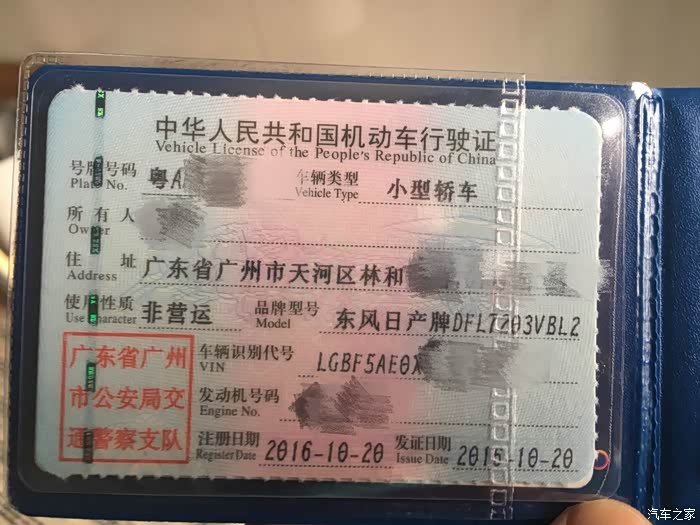 中华人民共和国机动车行驶证
Vehicle License of the People's Republic of China
号牌号码 粤A 车辆类型 小型轿车
Plate No. Vehicle Type
所有人
Owner
住址 广东省广州市天河区林和
Address
使用性质 非营运 品牌型号 东风日产牌DFL7203VBL2
Use Character Model
车辆识别代号 LGBF5AE0X
VIN
发动机号码
Engine No.
注册日期 2016-10-20 发证日期 2016-10-20
Register Date Issue Date
广东省广州
市公安局交
通警察支队
汽车之家